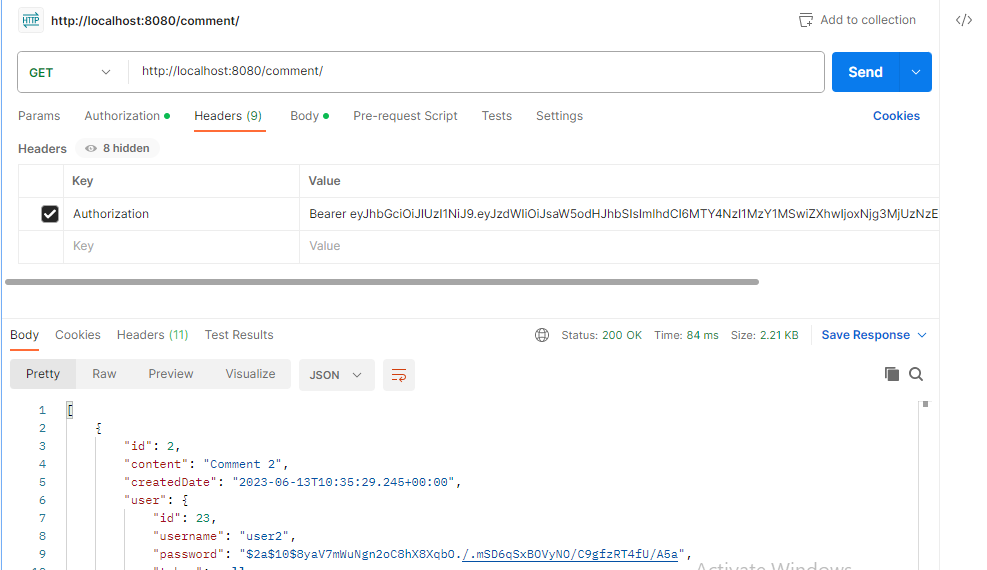 HTTP http://localhost:8080/comment/ Add to collection </>
GET http://localhost:8080/comment/ Send
Params Authorization Headers (9) Body Pre-request Script Tests Settings Cookies
Headers 8 hidden
Key Value
Authorization Bearer eyJhbGciOiJIUzI1NiJ9.eyJzdWIiOiJsaW5odHJhbSIsImlhdCI6MTY4NzI1MzY1MSwiZXhwIjoxNjg3MjUzNzE
Key Value
Body Cookies Headers (11) Test Results Status: 200 OK Time: 84 ms Size: 2.21 KB Save Response
Pretty Raw Preview Visualize JSON
1 [
2 {
3 "id": 2,
4 "content": "Comment 2",
5 "createdDate": "2023-06-13T10:35:29.245+00:00",
6 "user": {
7 "id": 23,
8 "username": "user2",
9 "password": "$2a$10$8yaV7mWuNgn2oC8hX8XqbO./.mSD6qSxBOVyNO/C9gfzRT4fU/A5a",
Activate Windows